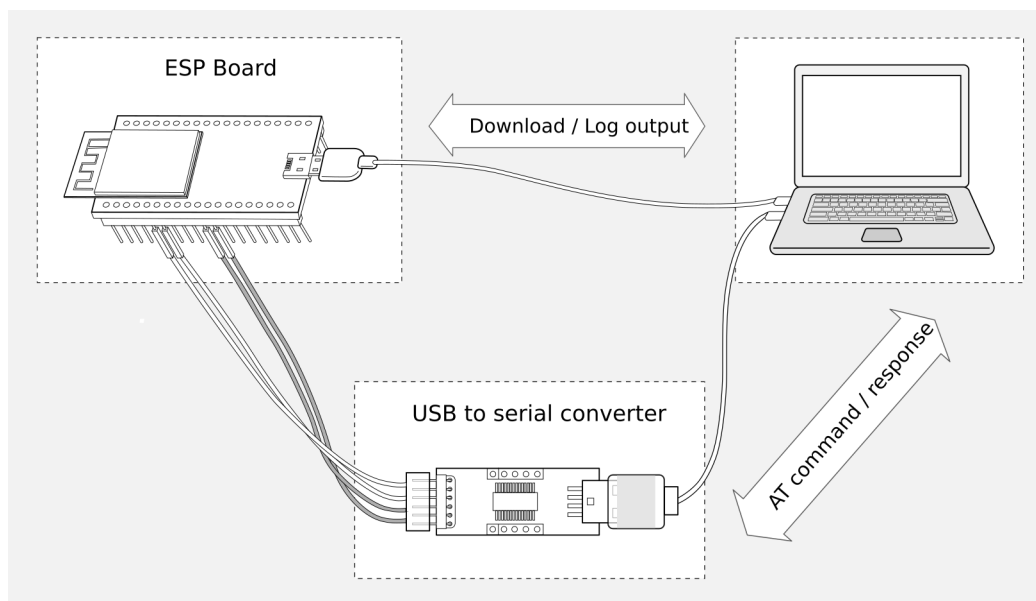 ESP Board
Download / Log output
USB to serial converter
AT command / response